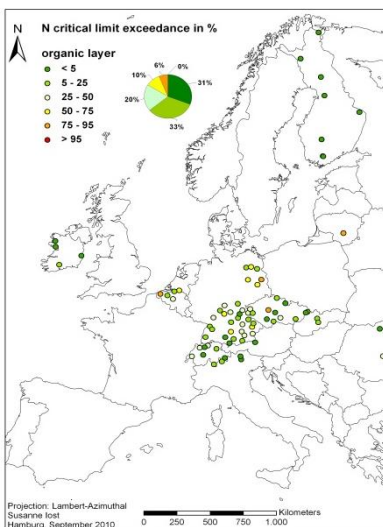 N critical limit exceedance in %
N
organic layer
< 5
5 - 25
25 - 50
50 - 75
75 - 95
> 95
6% 0%
10% 31%
20%
33%
Projection: Lambert-Azimuthal
Susanne Iost
Hamburg, September 2010
Kilometers
0 250 500 750 1.000